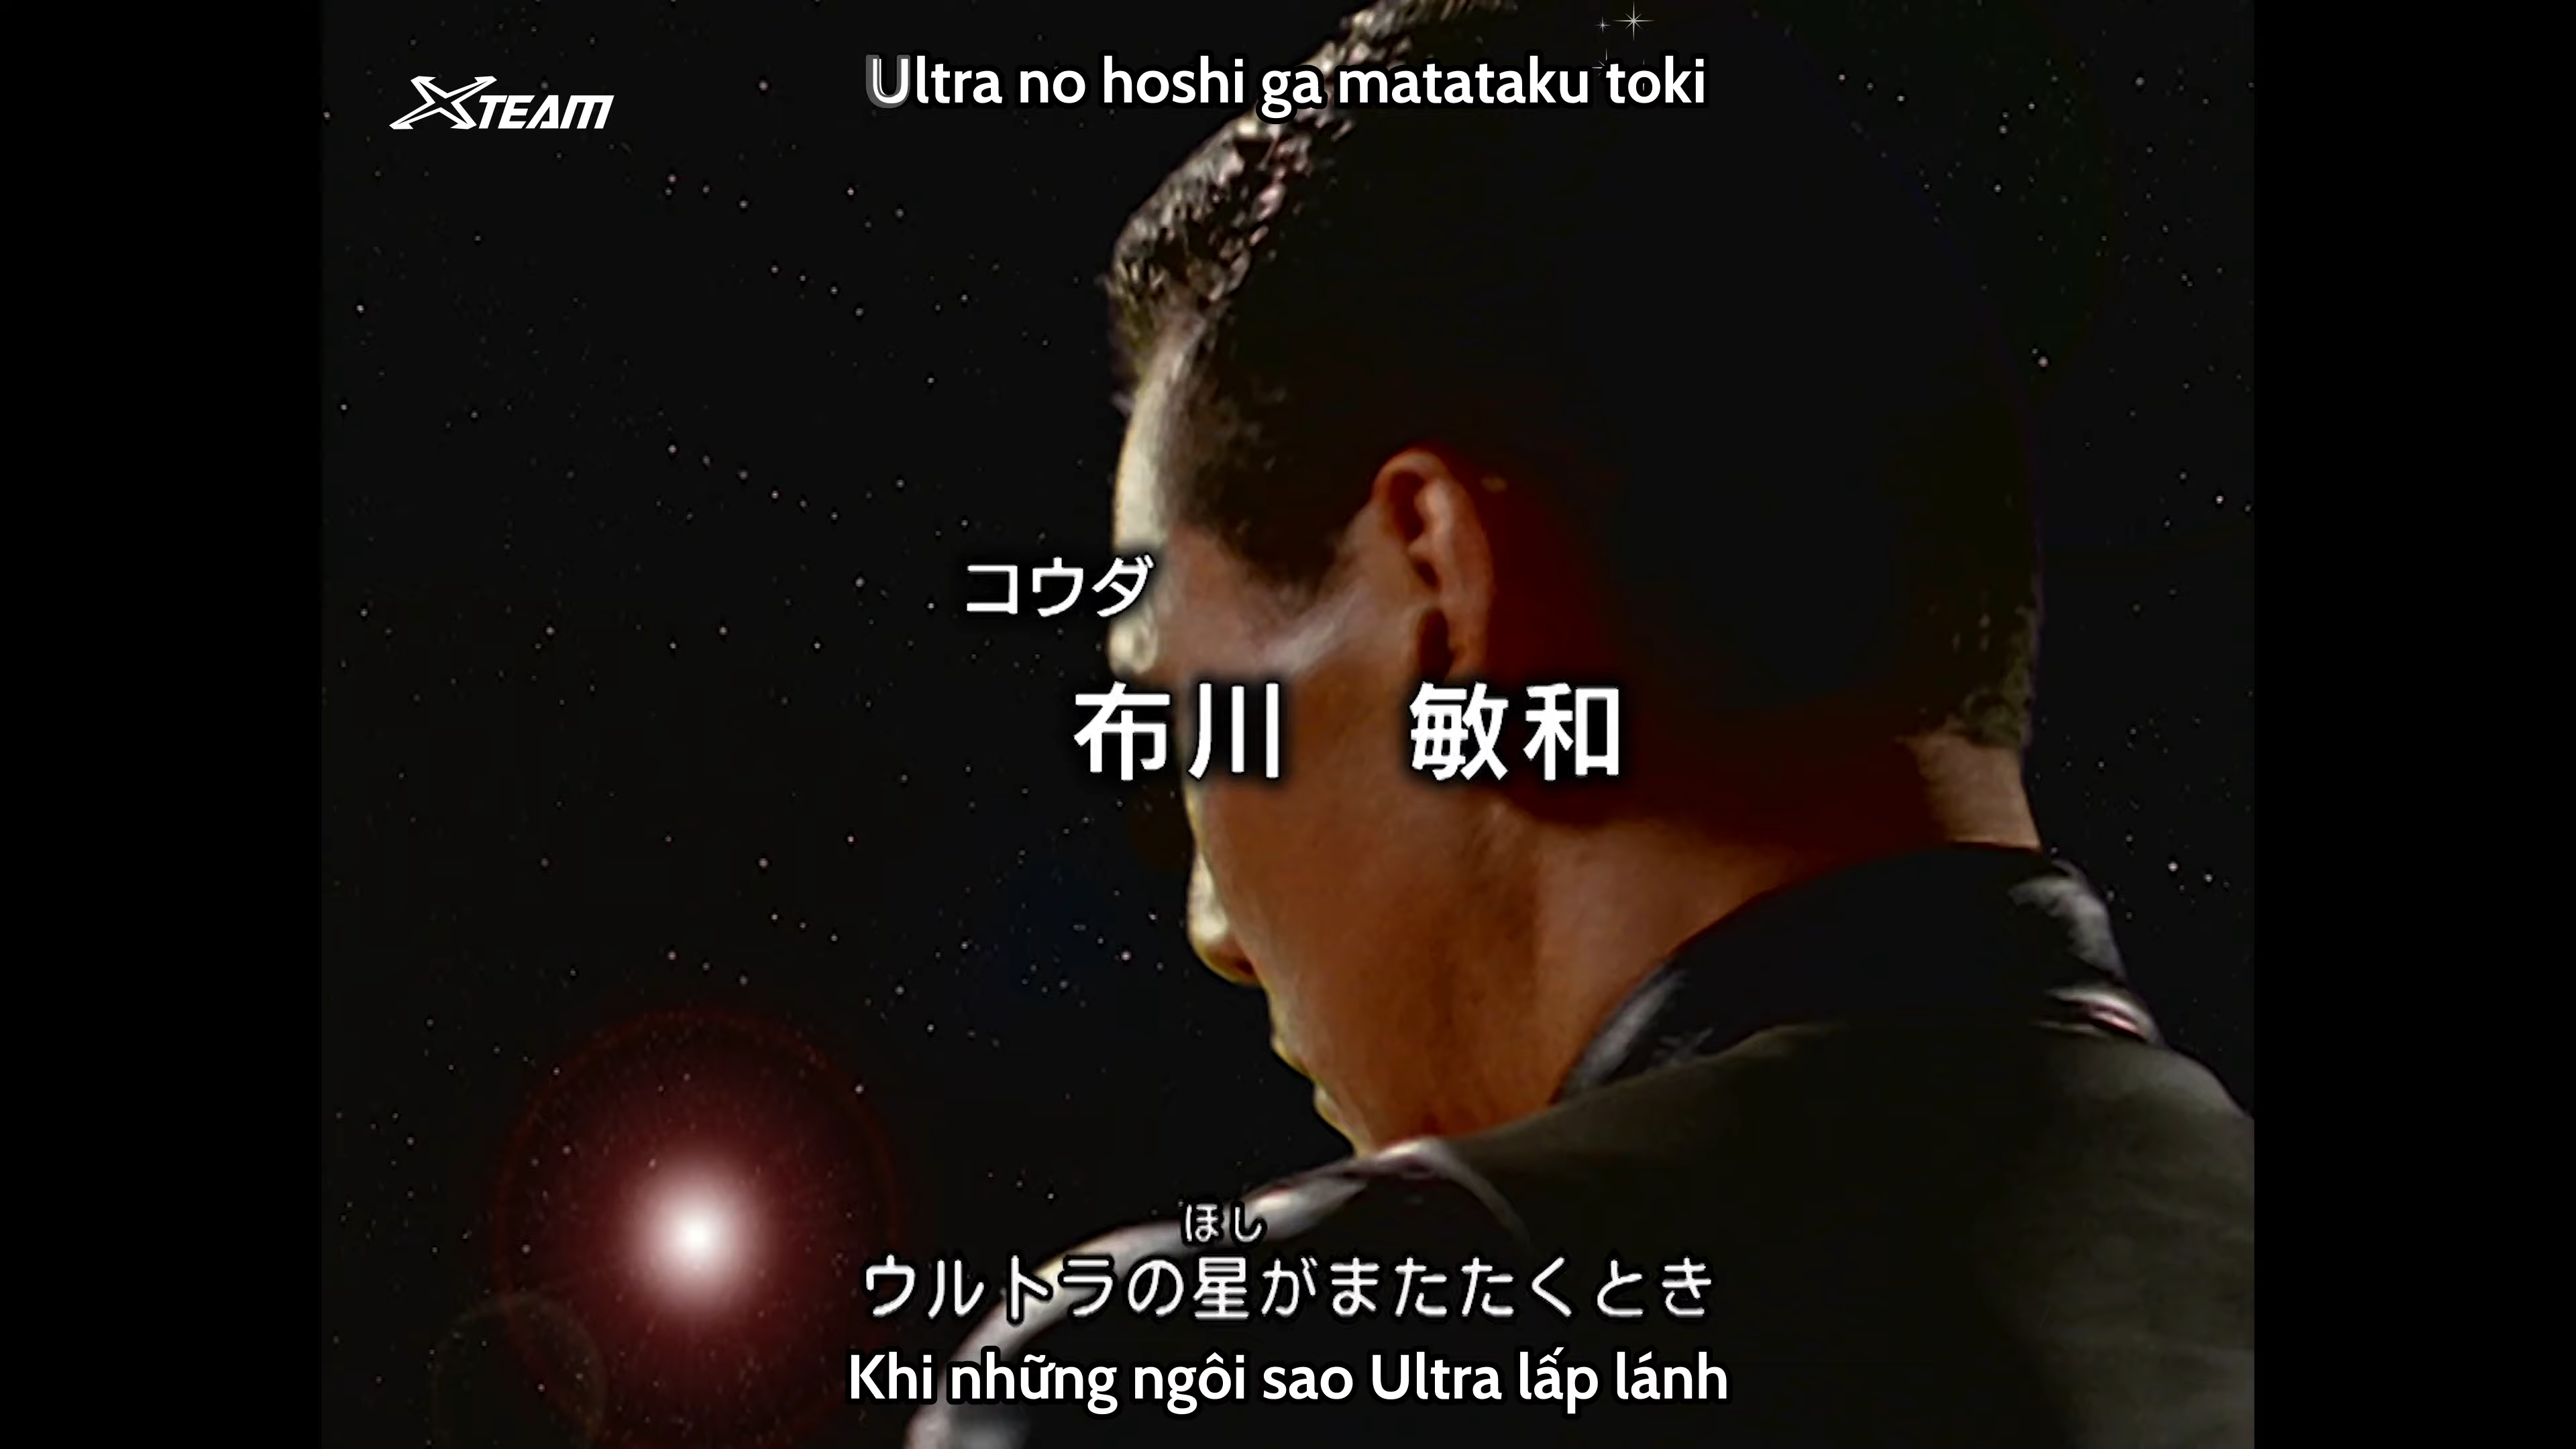 XTEAM
Ultra no hoshi ga matataku toki
コウダ
布川 敏和
ほし
ウルトラの星がまたたくとき
Khi những ngôi sao Ultra lấp lánh